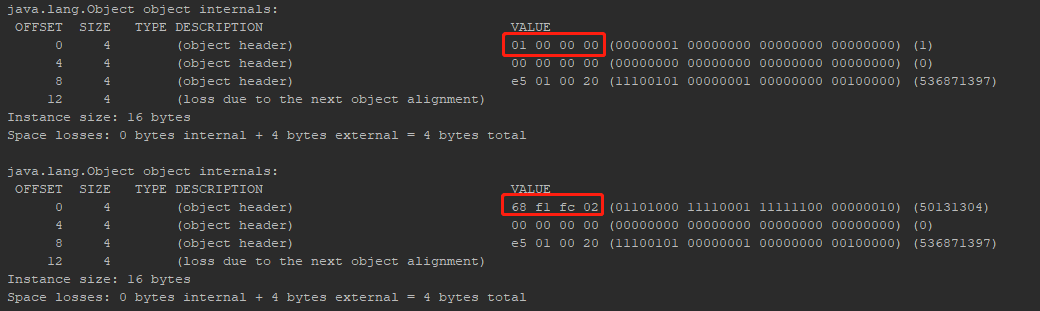 java.lang.Object object internals:
OFFSET SIZE TYPE DESCRIPTION VALUE
0 4 (object header) 01 00 00 00 (00000001 00000000 00000000 00000000) (1)
4 4 (object header) 00 00 00 00 (00000000 00000000 00000000 00000000) (0)
8 4 (object header) e5 01 00 20 (11100101 00000001 00000000 00100000) (536871397)
12 4 (loss due to the next object alignment)
Instance size: 16 bytes
Space losses: 0 bytes internal + 4 bytes external = 4 bytes total
java.lang.Object object internals:
OFFSET SIZE TYPE DESCRIPTION VALUE
0 4 (object header) 68 f1 fc 02 (01101000 11110001 11111100 00000010) (50131304)
4 4 (object header) 00 00 00 00 (00000000 00000000 00000000 00000000) (0)
8 4 (object header) e5 01 00 20 (11100101 00000001 00000000 00100000) (536871397)
12 4 (loss due to the next object alignment)
Instance size: 16 bytes
Space losses: 0 bytes internal + 4 bytes external = 4 bytes total